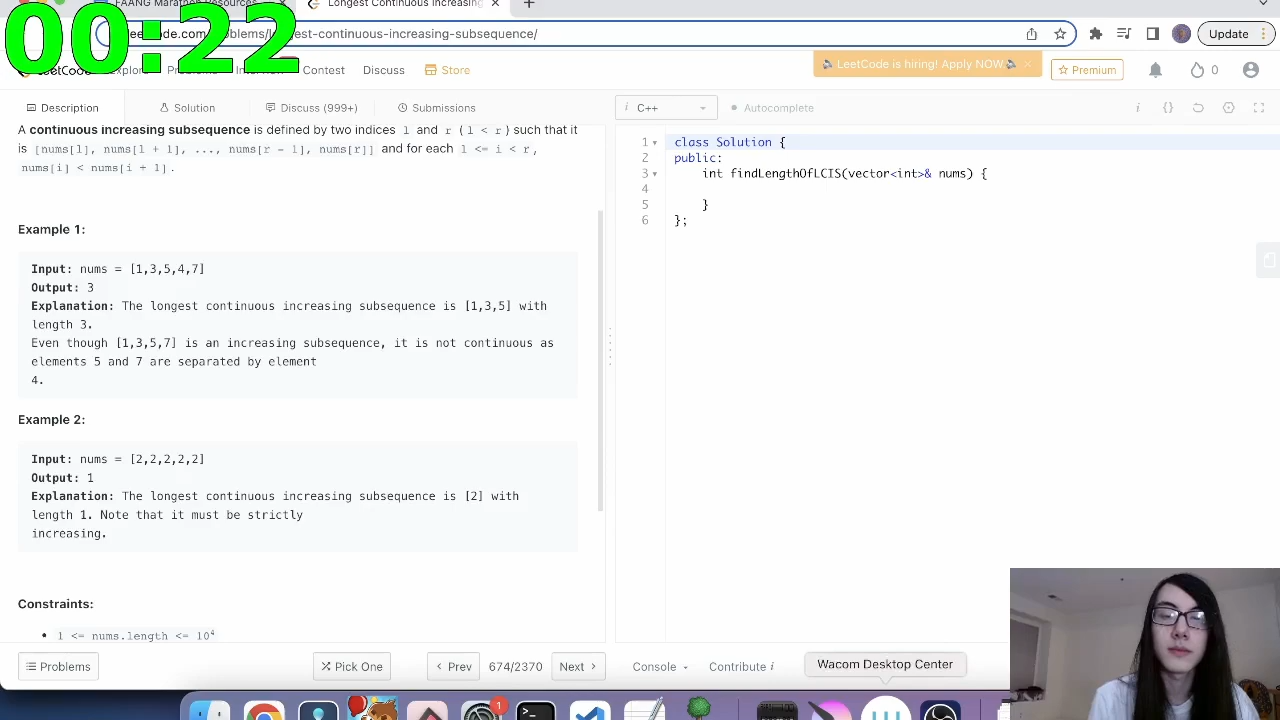 00:22
FAANG Marathon Resources
Longest Continuous Increasing
problems/longest-continuous-increasing-subsequence/
Update
Contest
Discuss
Store
LeetCode is hiring! Apply NOW
Premium
0
Description
Solution
Discuss (999+)
Submissions
C++
Autocomplete
A continuous increasing subsequence is defined by two indices l and r (l < r) such that it
is [nums[l], nums[l + 1], ..., nums[r - 1], nums[r]] and for each l <= i < r,
nums[i] < nums[i + 1].
Example 1:
Input: nums = [1,3,5,4,7]
Output: 3
Explanation: The longest continuous increasing subsequence is [1,3,5] with
length 3.
Even though [1,3,5,7] is an increasing subsequence, it is not continuous as
elements 5 and 7 are separated by element
4.
Example 2:
Input: nums = [2,2,2,2,2]
Output: 1
Explanation: The longest continuous increasing subsequence is [2] with
length 1. Note that it must be strictly
increasing.
Constraints:
1 <= nums.length <= 10⁴
1 class Solution {
2 public:
3 int findLengthOfLCIS(vector<int>& nums) {
4
5 }
6 };
Problems
Pick One
Prev
674/2370
Next
Console
Contribute i
Wacom Desktop Center
1